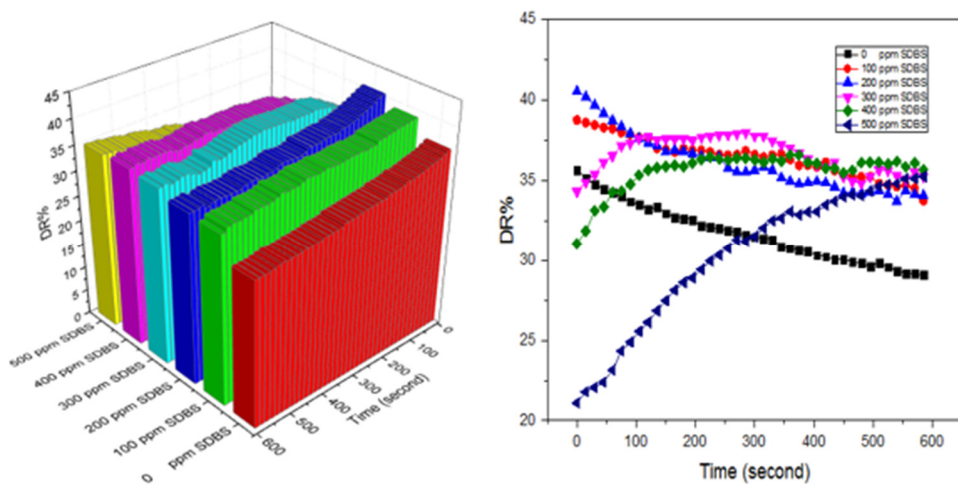 45
40
35
30
25
20
15
10
5
0
DR%
500 ppm SDBS
400 ppm SDBS
300 ppm SDBS
200 ppm SDBS
100 ppm SDBS
0 ppm SDBS
0
100
200
300
400
500
600
Time (second)
45
40
35
30
25
20
DR%
0 ppm SDBS
100 ppm SDBS
200 ppm SDBS
300 ppm SDBS
400 ppm SDBS
500 ppm SDBS
0 100 200 300 400 500 600
Time (second)